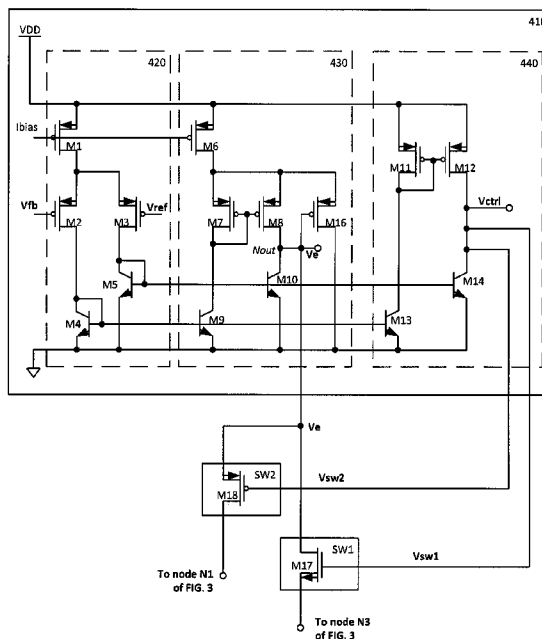 410
VDD
420
430
440
Ibias
M1
M6
M11
M12
Vfb
Vref
Vctrl
M2
M3
M7
M8
M16
Nout
Ve
M5
M10
M14
M4
M9
M13
Ve
SW2
M18
Vsw2
SW1
M17
Vsw1
To node N1
of FIG. 3
To node N3
of FIG. 3